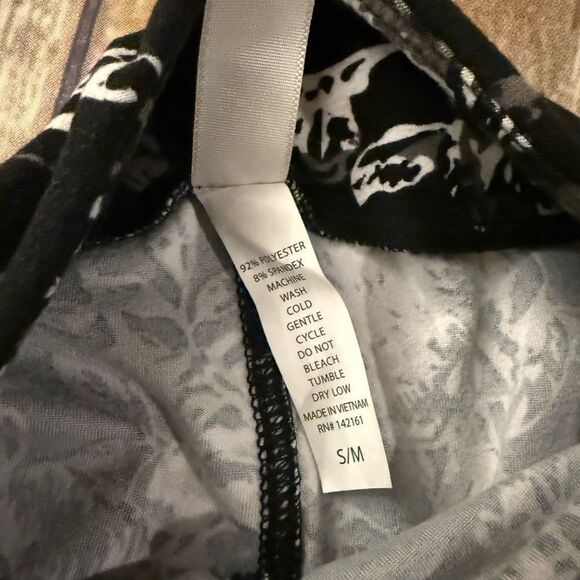 92% POLYESTER
8% SPANDEX
MACHINE
WASH
COLD
GENTLE
CYCLE
DO NOT
BLEACH
TUMBLE
DRY LOW
MADE IN VIETNAM
RN# 142161
S/M